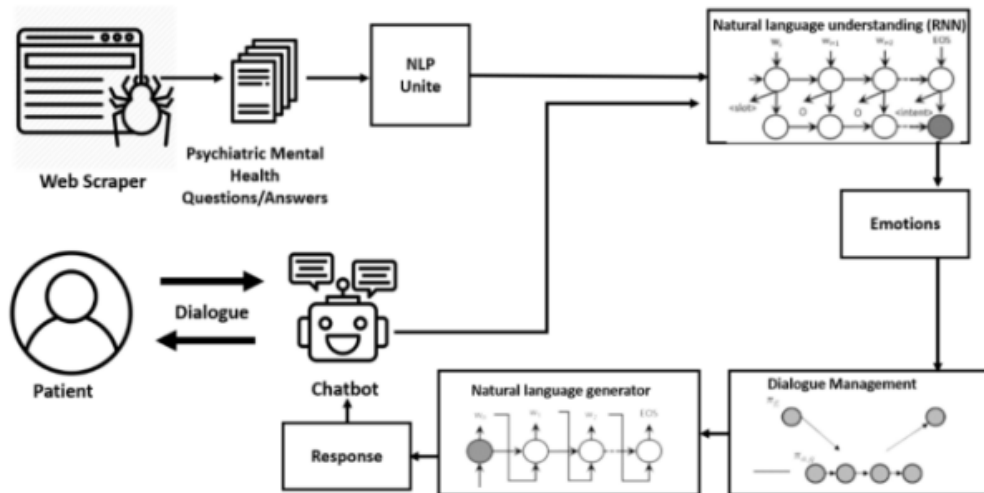 Natural language understanding (RNN)
EOS
<slot>
O
O
<intent>
NLP
Unite
Web Scraper
Psychiatric Mental
Health
Questions/Answers
Emotions
Dialogue
Patient
Chatbot
Natural language generator
EOS
Dialogue Management
Response